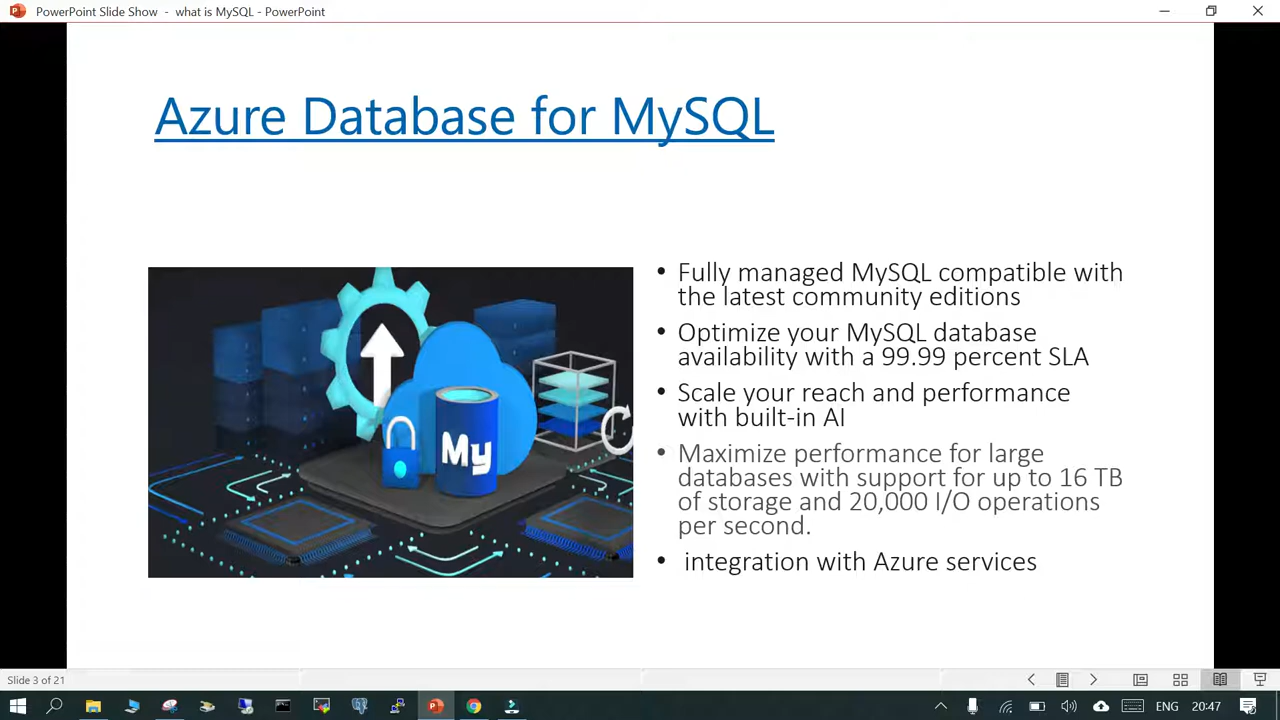 PowerPoint Slide Show - what is MySQL - PowerPoint
Azure Database for MySQL
My
• Fully managed MySQL compatible with
the latest community editions
• Optimize your MySQL database
availability with a 99.99 percent SLA
• Scale your reach and performance
with built-in AI
• Maximize performance for large
databases with support for up to 16 TB
of storage and 20,000 I/O operations
per second.
• integration with Azure services
Slide 3 of 21
ENG 20:47